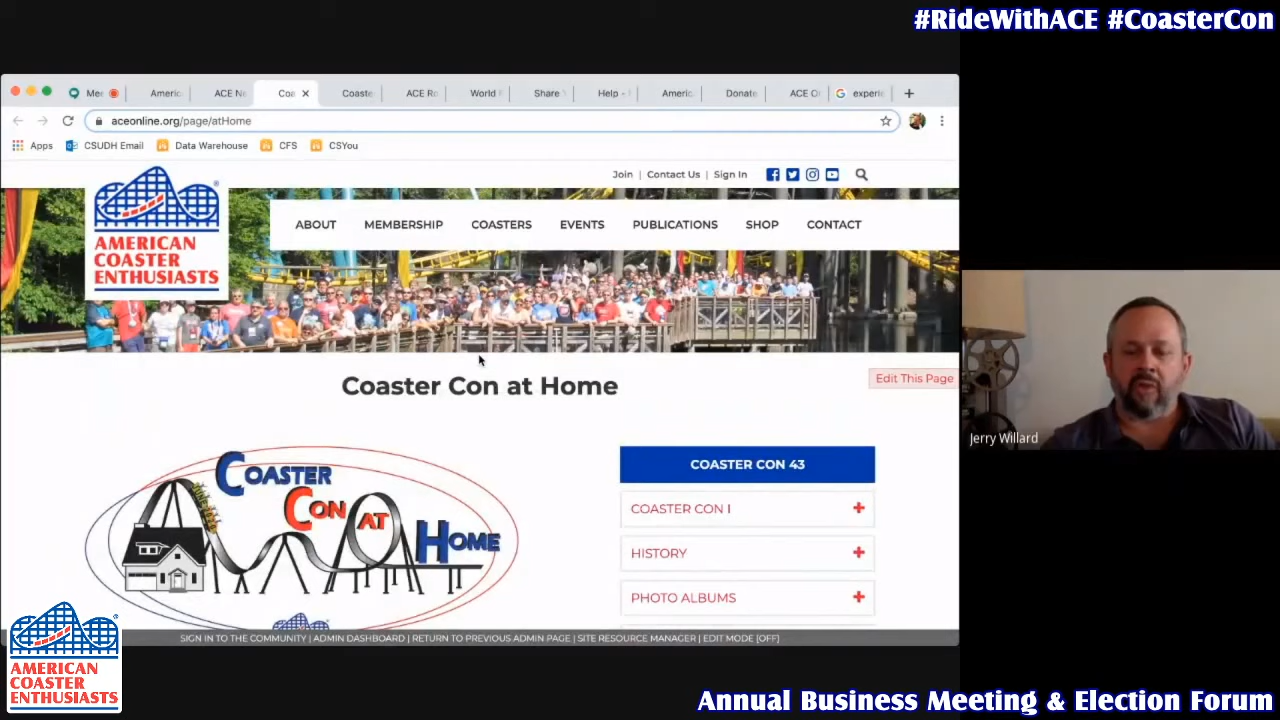 #RideWithACE #CoasterCon
Mee
Americ
ACE Ne
Coa
Coaste
ACE Ro
World
Share
Help -
Americ
Donate
ACE O
experi
aceonline.org/page/atHome
Apps
CSUDH Email
Data Warehouse
CFS
CSYou
Join | Contact Us | Sign In
AMERICAN
COASTER
ENTHUSIASTS
ABOUT
MEMBERSHIP
COASTERS
EVENTS
PUBLICATIONS
SHOP
CONTACT
Coaster Con at Home
Edit This Page
COASTER
CON AT
HOME
COASTER CON 43
COASTER CON I
HISTORY
PHOTO ALBUMS
Jerry Willard
SIGN IN TO THE COMMUNITY | ADMIN DASHBOARD | RETURN TO PREVIOUS ADMIN PAGE | SITE RESOURCE MANAGER | EDIT MODE [OFF]
AMERICAN
COASTER
ENTHUSIASTS
Annual Business Meeting & Election Forum